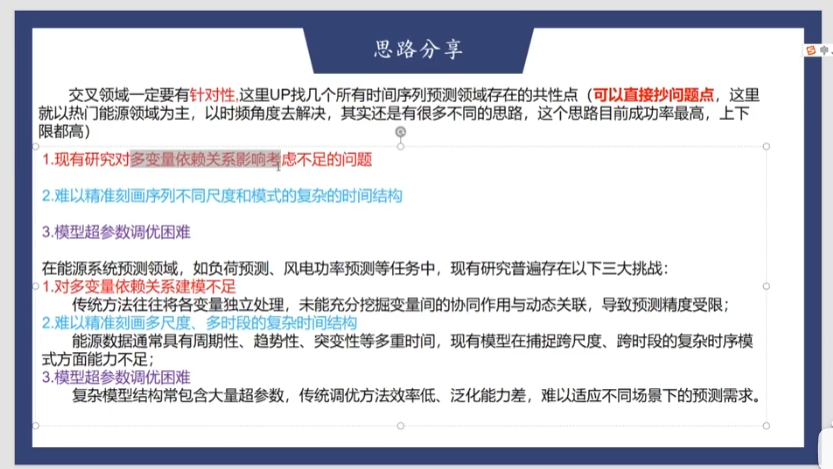 思路分享
交叉领域一定要有针对性,这里UP找几个所有时间序列预测领域存在的共性点（可以直接抄问题点，这里
就以热门能源领域为主，以时频角度去解决，其实还是有很多不同的思路，这个思路目前成功率最高，上下
限都高）
1.现有研究对多变量依赖关系影响考虑不足的问题
2.难以精准刻画序列不同尺度和模式的复杂的时间结构
3.模型超参数调优困难
在能源系统预测领域，如负荷预测、风电功率预测等任务中，现有研究普遍存在以下三大挑战：
1.对多变量依赖关系建模不足
传统方法往往将各变量独立处理，未能充分挖掘变量间的协同作用与动态关联，导致预测精度受限；
2.难以精准刻画多尺度、多时段的复杂时间结构
能源数据通常具有周期性、趋势性、突变性等多重时间，现有模型在捕捉跨尺度、跨时段的复杂时序模
式方面能力不足；
3.模型超参数调优困难
复杂模型结构常包含大量超参数，传统调优方法效率低、泛化能力差，难以适应不同场景下的预测需求。
中